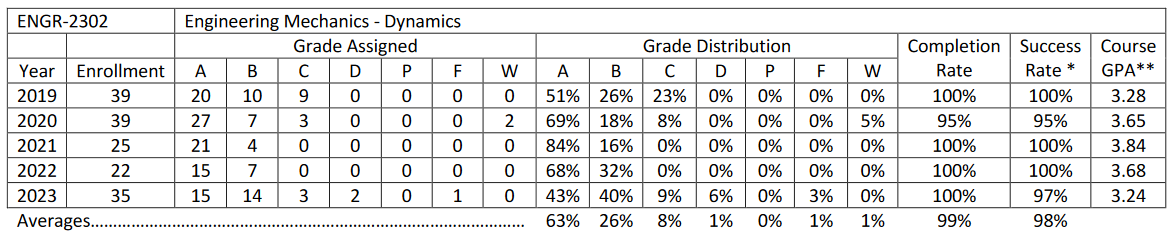 ENGR-2302 Engineering Mechanics - Dynamics
Grade Assigned Grade Distribution Completion Success Course
Year Enrollment A B C D P F W A B C D P F W Rate Rate * GPA**
2019 39 20 10 9 0 0 0 0 51% 26% 23% 0% 0% 0% 0% 100% 100% 3.28
2020 39 27 7 3 0 0 0 2 69% 18% 8% 0% 0% 0% 5% 95% 95% 3.65
2021 25 21 4 0 0 0 0 0 84% 16% 0% 0% 0% 0% 0% 100% 100% 3.84
2022 22 15 7 0 0 0 0 0 68% 32% 0% 0% 0% 0% 0% 100% 100% 3.68
2023 35 15 14 3 2 0 1 0 43% 40% 9% 6% 0% 3% 0% 100% 97% 3.24
Averages........................................................................................................ 63% 26% 8% 1% 0% 1% 1% 99% 98%